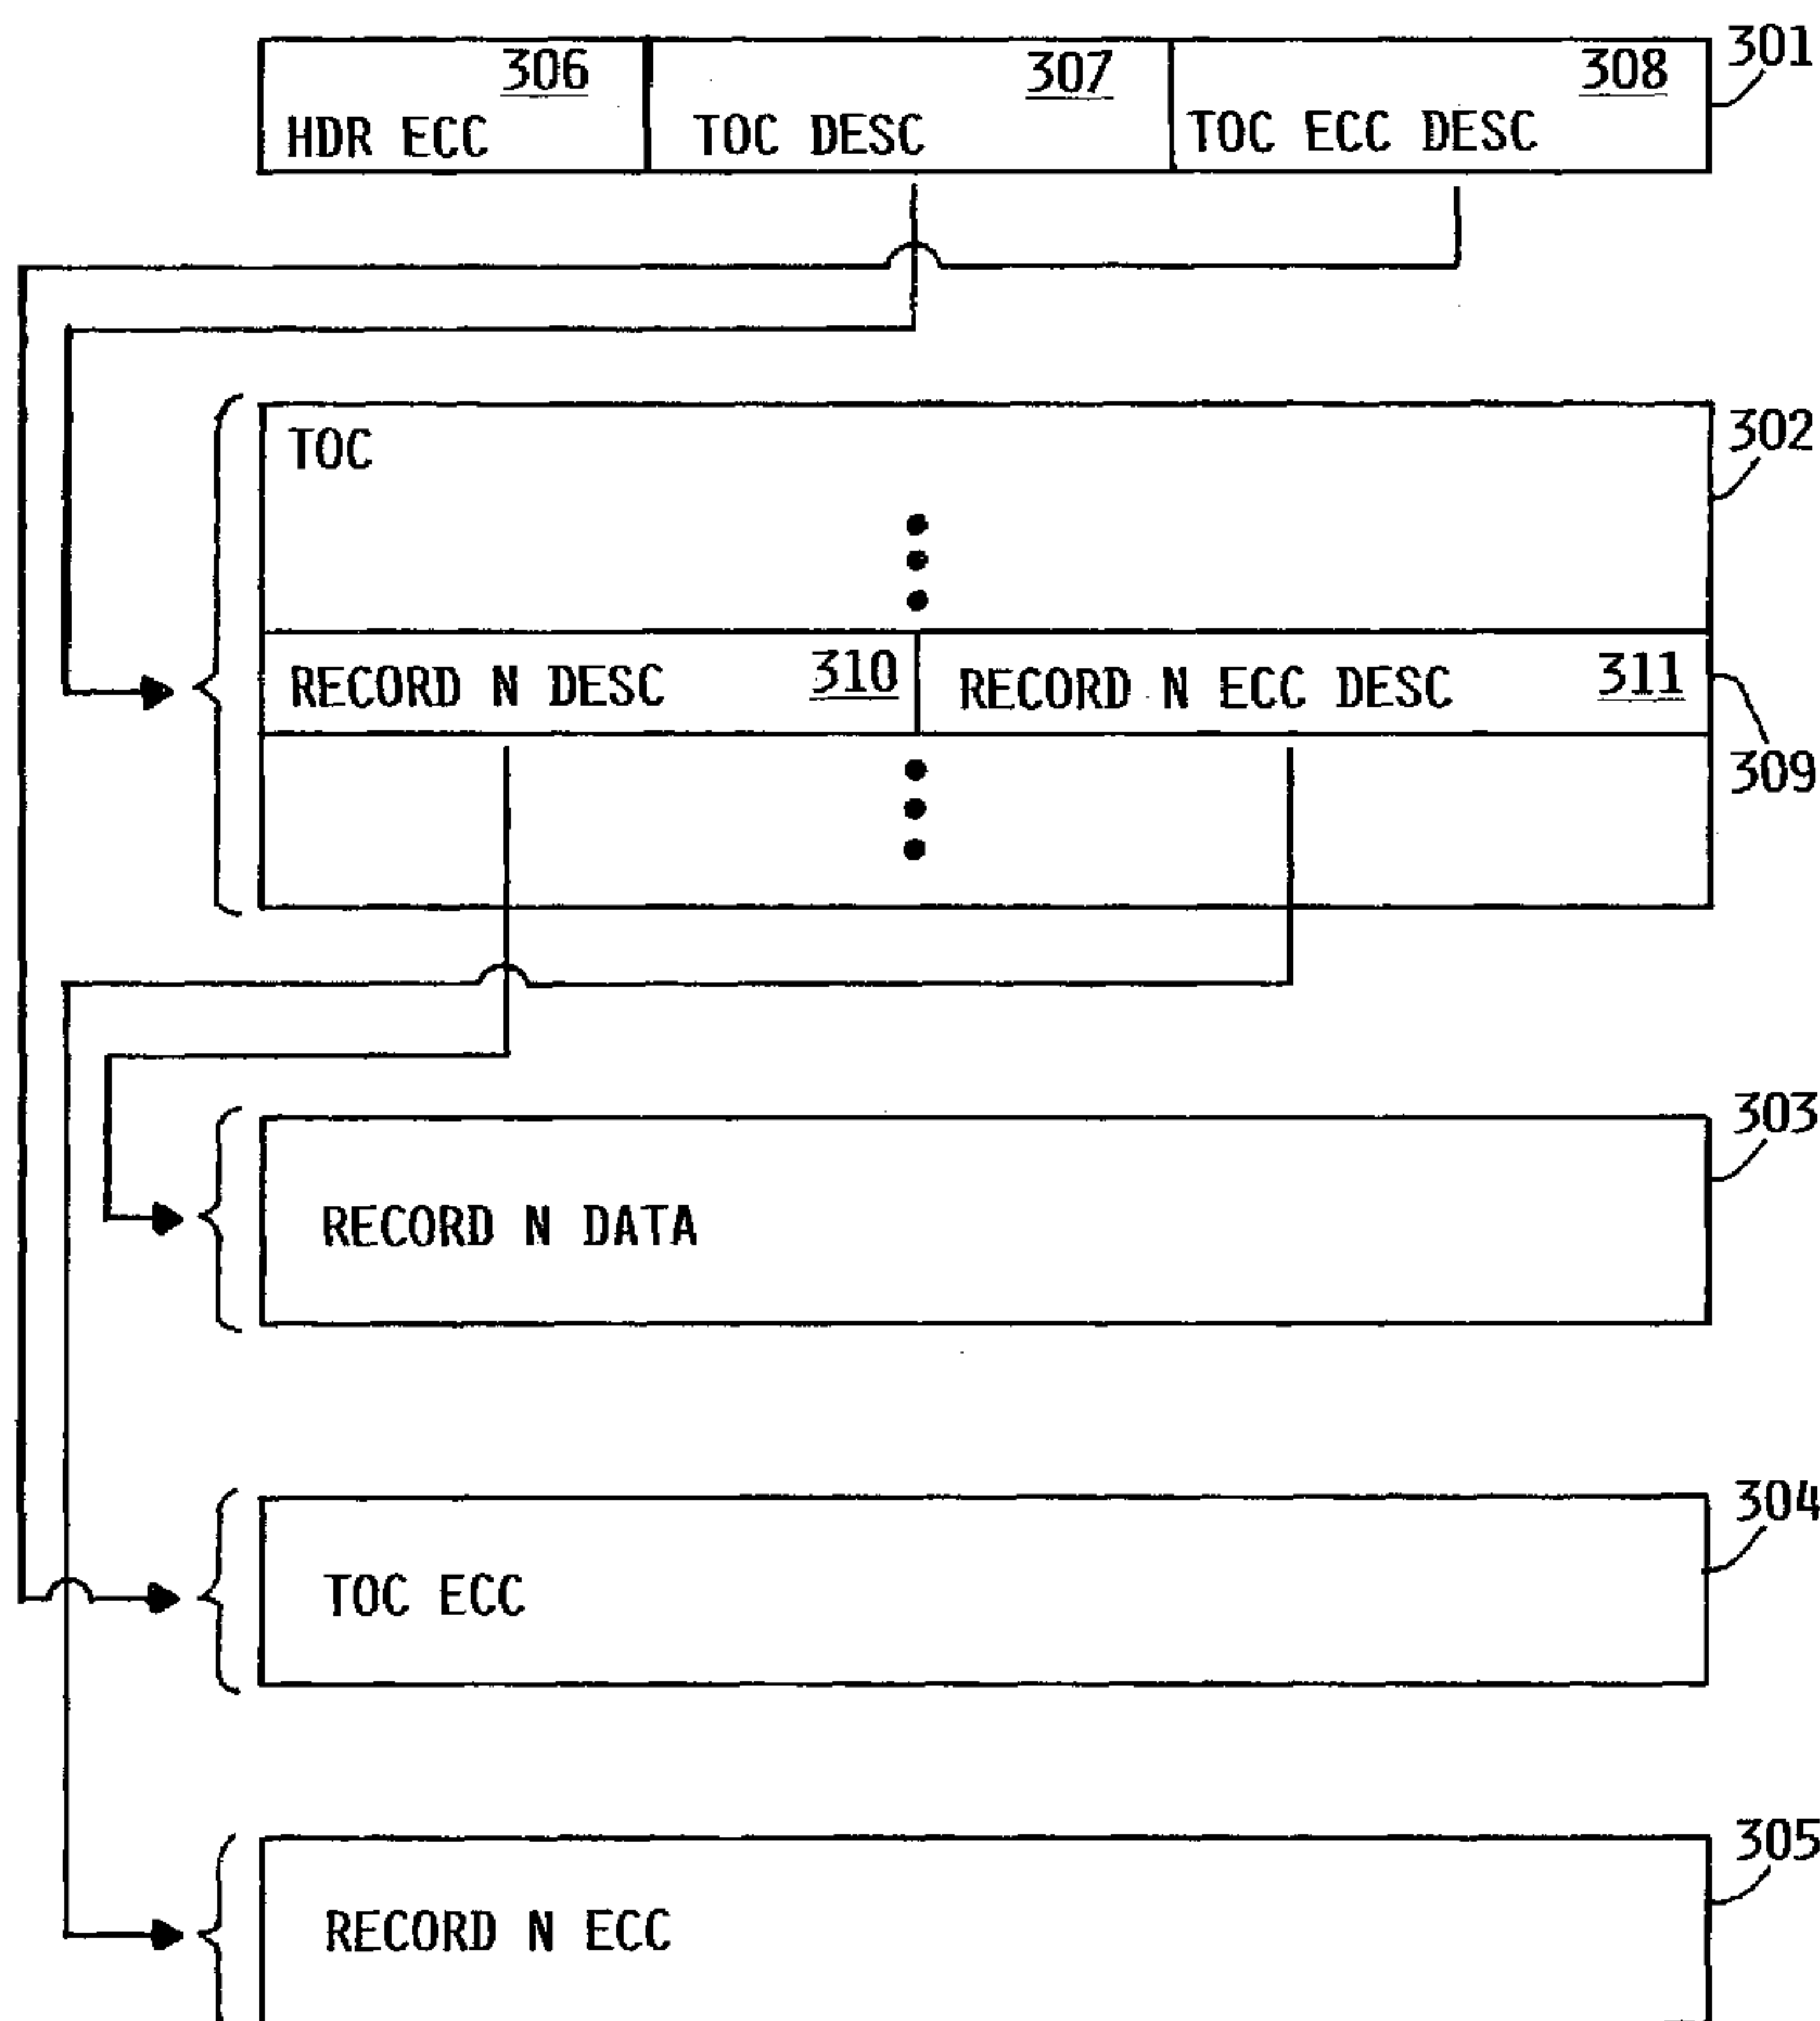 301
306
307
308
HDR ECC
TOC DESC
TOC ECC DESC
302
TOC
RECORD N DESC
310
RECORD N ECC DESC
311
309
303
RECORD N DATA
304
TOC ECC
305
RECORD N ECC